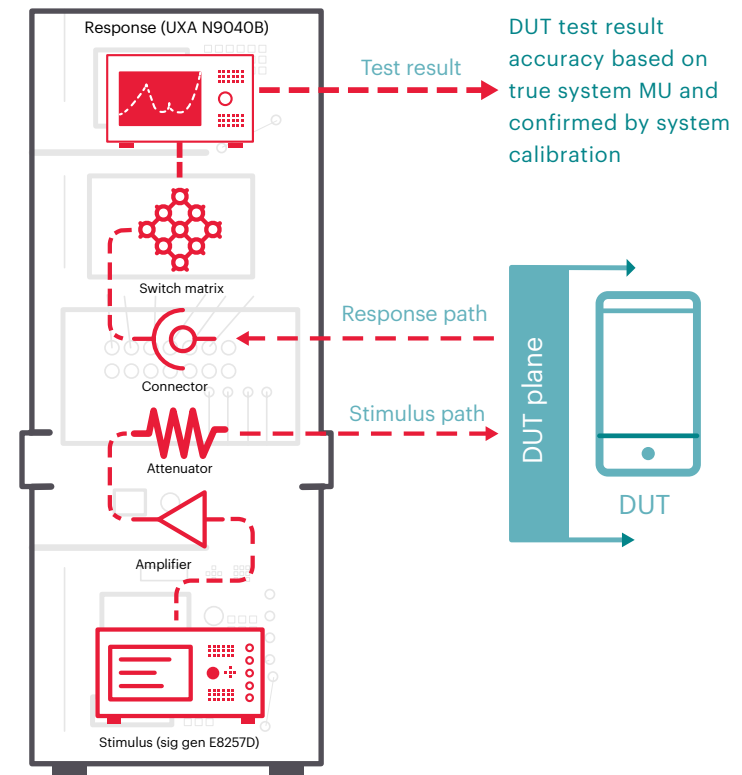 Response (UXA N9040B)
Test result
DUT test result
accuracy based on
true system MU and
confirmed by system
calibration
Switch matrix
Response path
Connector
Stimulus path
Attenuator
DUT plane
DUT
Amplifier
Stimulus (sig gen E8257D)